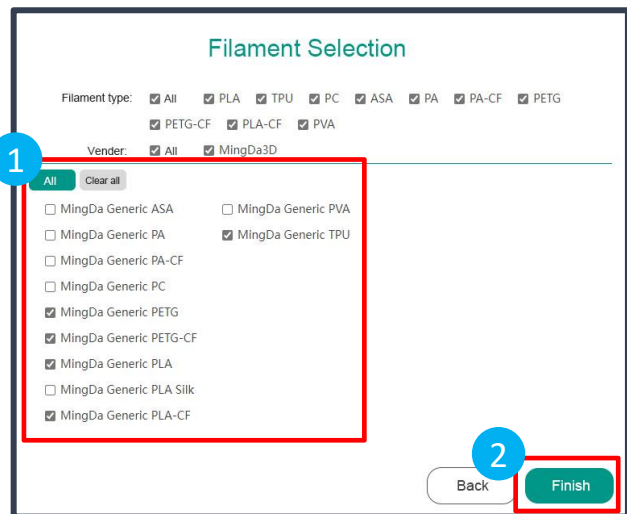 Filament Selection
Filament type: All PLA TPU PC ASA PA PA-CF PETG
PETG-CF PLA-CF PVA
Vender: All MingDa3D
1
All Clear all
MingDa Generic ASA MingDa Generic PVA
MingDa Generic PA MingDa Generic TPU
MingDa Generic PA-CF
MingDa Generic PC
MingDa Generic PETG
MingDa Generic PETG-CF
MingDa Generic PLA
MingDa Generic PLA Silk
MingDa Generic PLA-CF
2
Back Finish